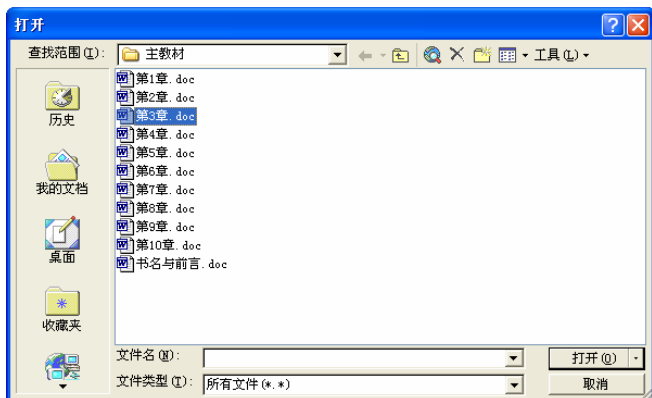 打开
查找范围(I):
主教材
工具(L)
历史
我的文档
桌面
收藏夹
第1章.doc
第2章.doc
第3章.doc
第4章.doc
第5章.doc
第6章.doc
第7章.doc
第8章.doc
第9章.doc
第10章.doc
书名与前言.doc
文件名(N):
打开(O)
文件类型(T):
所有文件(*.*)
取消